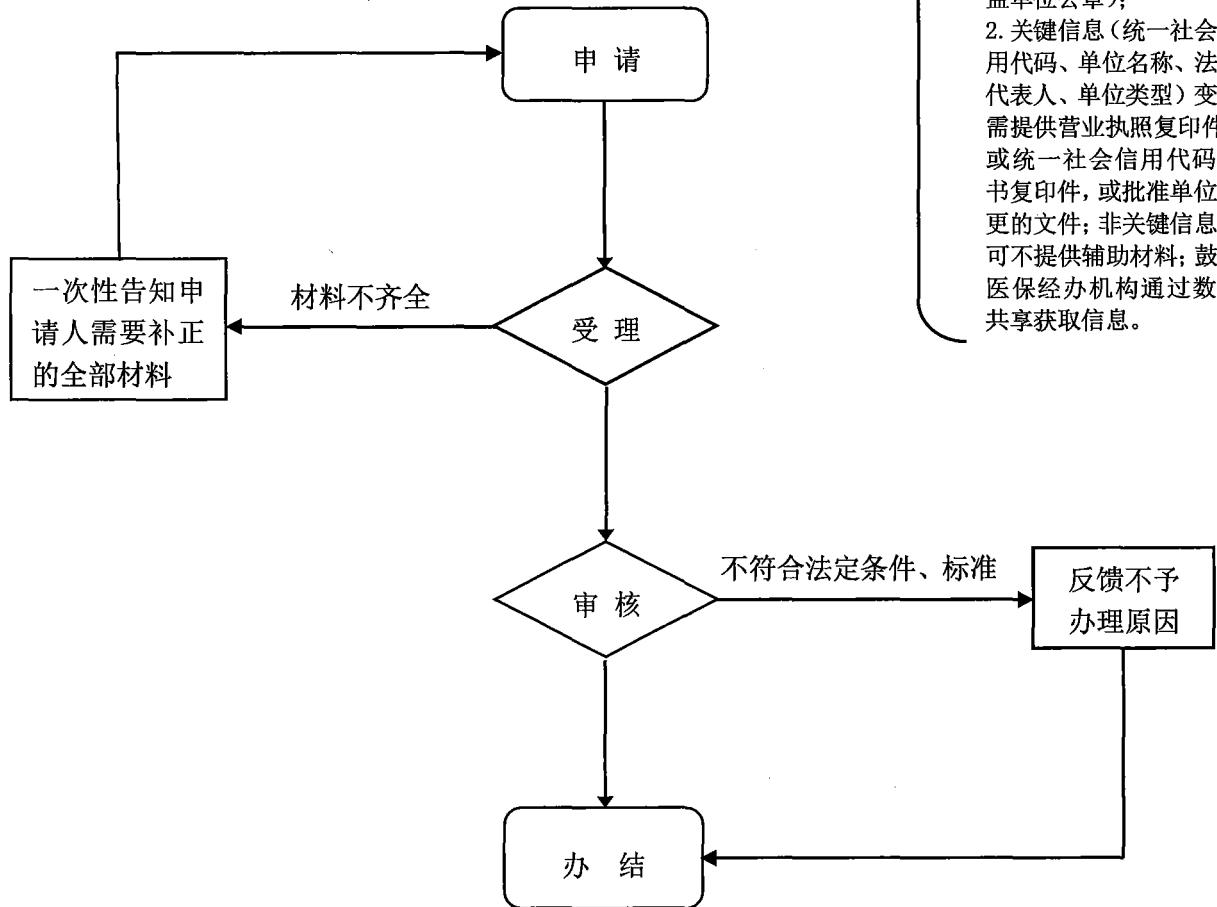 申 请
盖单位公章）；
2. 关键信息（统一社会
用代码、单位名称、法
代表人、单位类型）变
需提供营业执照复印件
或统一社会信用代码
书复印件，或批准单位
更的文件；非关键信息
可不提供辅助材料；鼓
医保经办机构通过数
共享获取信息。
一次性告知申
请人需要补正
的全部材料
材料不齐全
受 理
审 核
不符合法定条件、标准
反馈不予
办理原因
办 结